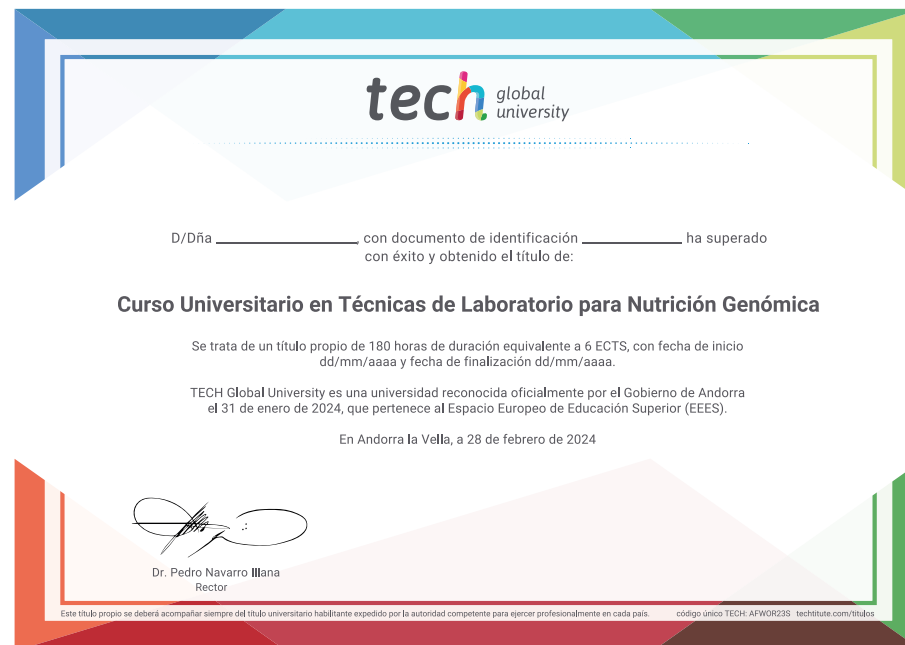 tech global university
D/Dña ____________________, con documento de identificación ______________ ha superado
con éxito y obtenido el título de:
Curso Universitario en Técnicas de Laboratorio para Nutrición Genómica
Se trata de un título propio de 180 horas de duración equivalente a 6 ECTS, con fecha de inicio
dd/mm/aaaa y fecha de finalización dd/mm/aaaa.
TECH Global University es una universidad reconocida oficialmente por el Gobierno de Andorra
el 31 de enero de 2024, que pertenece al Espacio Europeo de Educación Superior (EEES).
En Andorra la Vella, a 28 de febrero de 2024
Dr. Pedro Navarro Illana
Rector
Este título propio se deberá acompañar siempre del título universitario habilitante expedido por la autoridad competente para ejercer profesionalmente en cada país. código único TECH: AFWOR23S techtitute.com/titulos